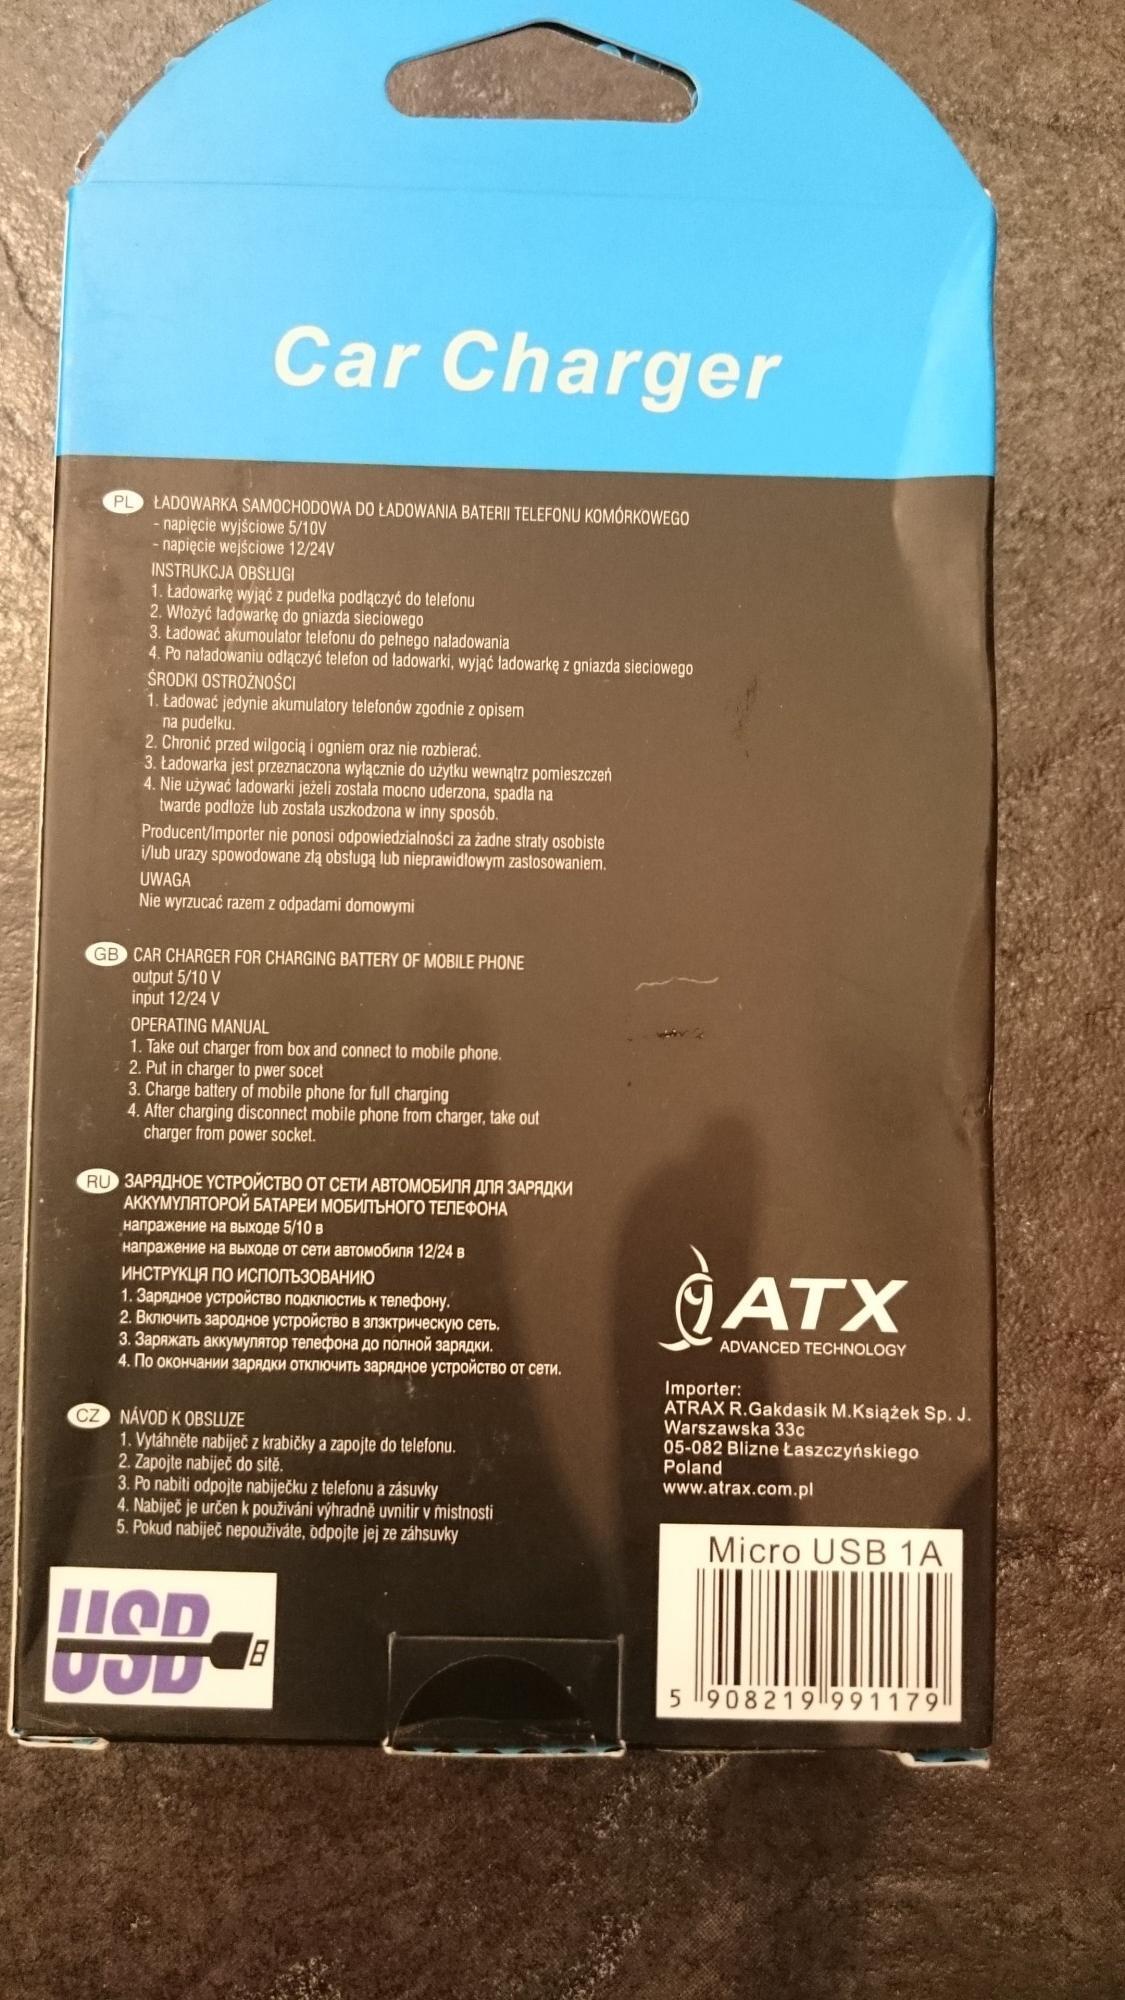 Car Charger
PL ŁADOWARKA SAMOCHODOWA DO ŁADOWANIA BATERII TELEFONU KOMÓRKOWEGO
- napięcie wyjściowe 5/10V
- napięcie wejściowe 12/24V
INSTRUKCJA OBSŁUGI
1. Ładowarkę wyjąć z pudełka podłączyć do telefonu
2. Włożyć ładowarkę do gniazda sieciowego
3. Ładować akumoulator telefonu do pełnego naładowania
4. Po naładowaniu odłączyć telefon od ładowarki, wyjąć ładowarkę z gniazda sieciowego
ŚRODKI OSTROŻNOŚCI
1. Ładować jedynie akumulatory telefonów zgodnie z opisem
na pudełku.
2. Chronić przed wilgocią i ogniem oraz nie rozbierać.
3. Ładowarka jest przeznaczona wyłącznie do użytku wewnątrz pomieszczeń
4. Nie używać ładowarki jeżeli została mocno uderzona, spadła na
twarde podłoże lub została uszkodzona w inny sposób.
Producent/Importer nie ponosi odpowiedzialności za żadne straty osobiste
i/lub urazy spowodowane złą obsługą lub nieprawidłowym zastosowaniem.
UWAGA
Nie wyrzucać razem z odpadami domowymi
GB CAR CHARGER FOR CHARGING BATTERY OF MOBILE PHONE
output 5/10 V
input 12/24 V
OPERATING MANUAL
1. Take out charger from box and connect to mobile phone.
2. Put in charger to pwer socet
3. Charge battery of mobile phone for full charging
4. After charging disconnect mobile phone from charger, take out
charger from power socket.
RU ЗАРЯДНОЕ УСТРОЙСТВО ОТ СЕТИ АВТОМОБИЛЯ ДЛЯ ЗАРЯДКИ
АККУМУЛЯТОРОЙ БАТАРЕИ МОБИЛЪНОГО ТЕЛЕФОНА
напражение на выходе 5/10 в
напражение на выходе от сети автомобиля 12/24 в
ИНСТРУКЦЯ ПО ИСПОЛЪЗОВАНИЮ
1. Зарядное устройство подклюстиь к телефону.
2. Включить зародное устройство в злзктрическую сеть.
3. Заряжать аккумулятор телефона до полной зарядки.
4. По окончании зарядки отключить зарядное устройство от сети.
CZ NÁVOD K OBSLUZE
1. Vytáhněte nabiječ z krabičky a zapojte do telefonu.
2. Zapojte nabiječ do sitě.
3. Po nabiti odpojte nabiječku z telefonu a zásuvky
4. Nabiječ je určen k použiváni výhradně uvnitir v mistnosti
5. Pokud nabiječ nepouživáte, odpojte jej ze záhsuvky
ATX
ADVANCED TECHNOLOGY
Importer:
ATRAX R.Gakdasik M.Książek Sp. J.
Warszawska 33c
05-082 Blizne Łaszczyńskiego
Poland
www.atrax.com.pl
USB
Micro USB 1A
5 908219 991179